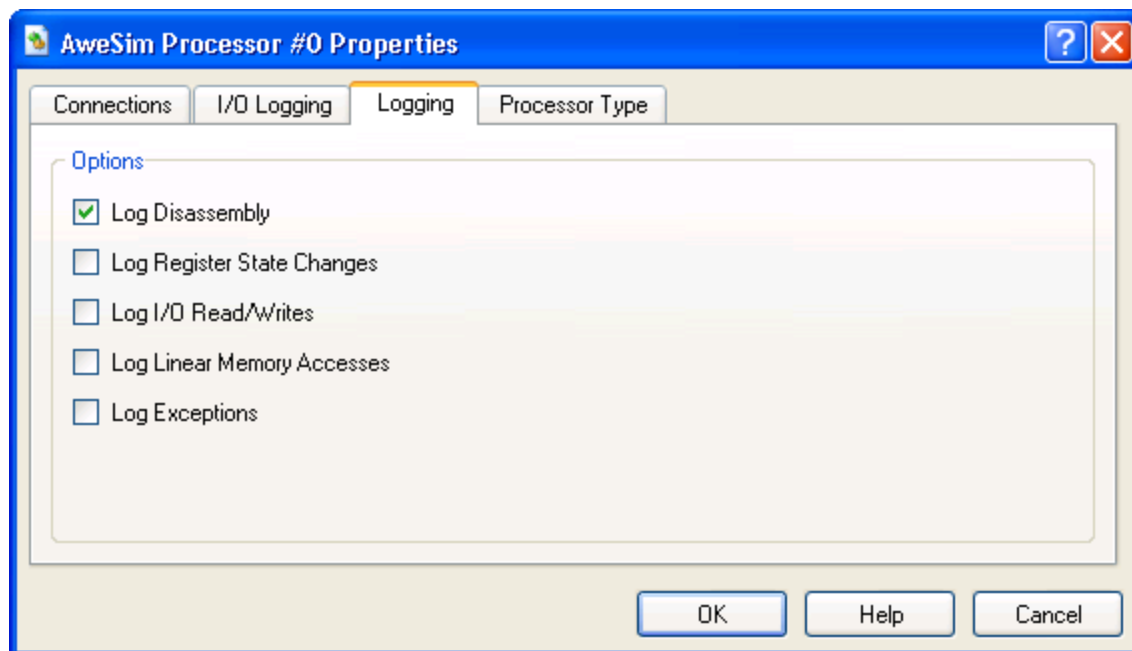 AweSim Processor #0 Properties
Connections I/O Logging Logging Processor Type
Options
Log Disassembly
Log Register State Changes
Log I/O Read/Writes
Log Linear Memory Accesses
Log Exceptions
OK Help Cancel